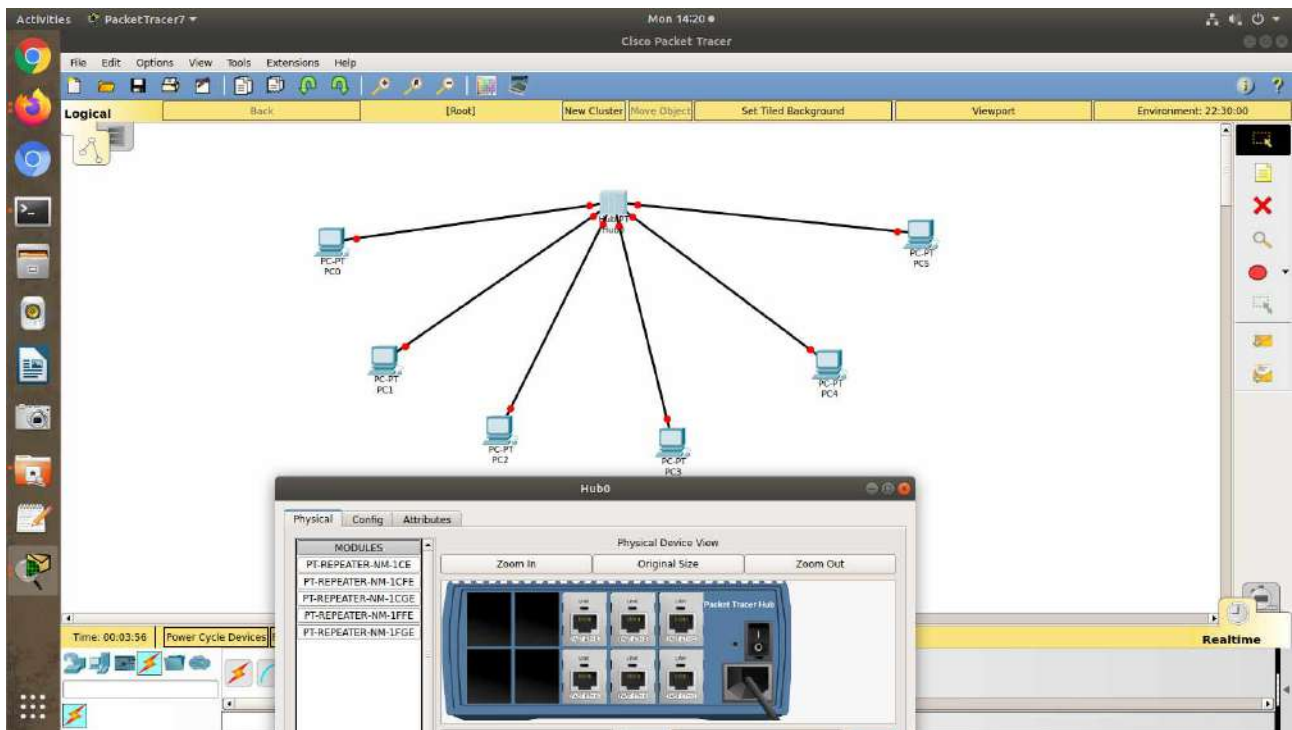 Activities PacketTracer7 Mon 14:20
Cisco Packet Tracer
File Edit Options View Tools Extensions Help
Logical Back [Root] New Cluster Move Object Set Tiled Background Viewport Environment: 22:30:00
Hub-PT
Hub0
PC-PT
PC0
PC-PT
PC5
PC-PT
PC1
PC-PT
PC4
PC-PT
PC2
PC-PT
PC3
Hub0
Physical Config Attributes
MODULES
Physical Device View
PT-REPEATER-NM-1CE
Zoom In Original Size Zoom Out
PT-REPEATER-NM-1CFE
PT-REPEATER-NM-1CGE
PT-REPEATER-NM-1FFE
PT-REPEATER-NM-1FGE
Packet Tracer Hub
Time: 00:03:56 Power Cycle Devices
Realtime